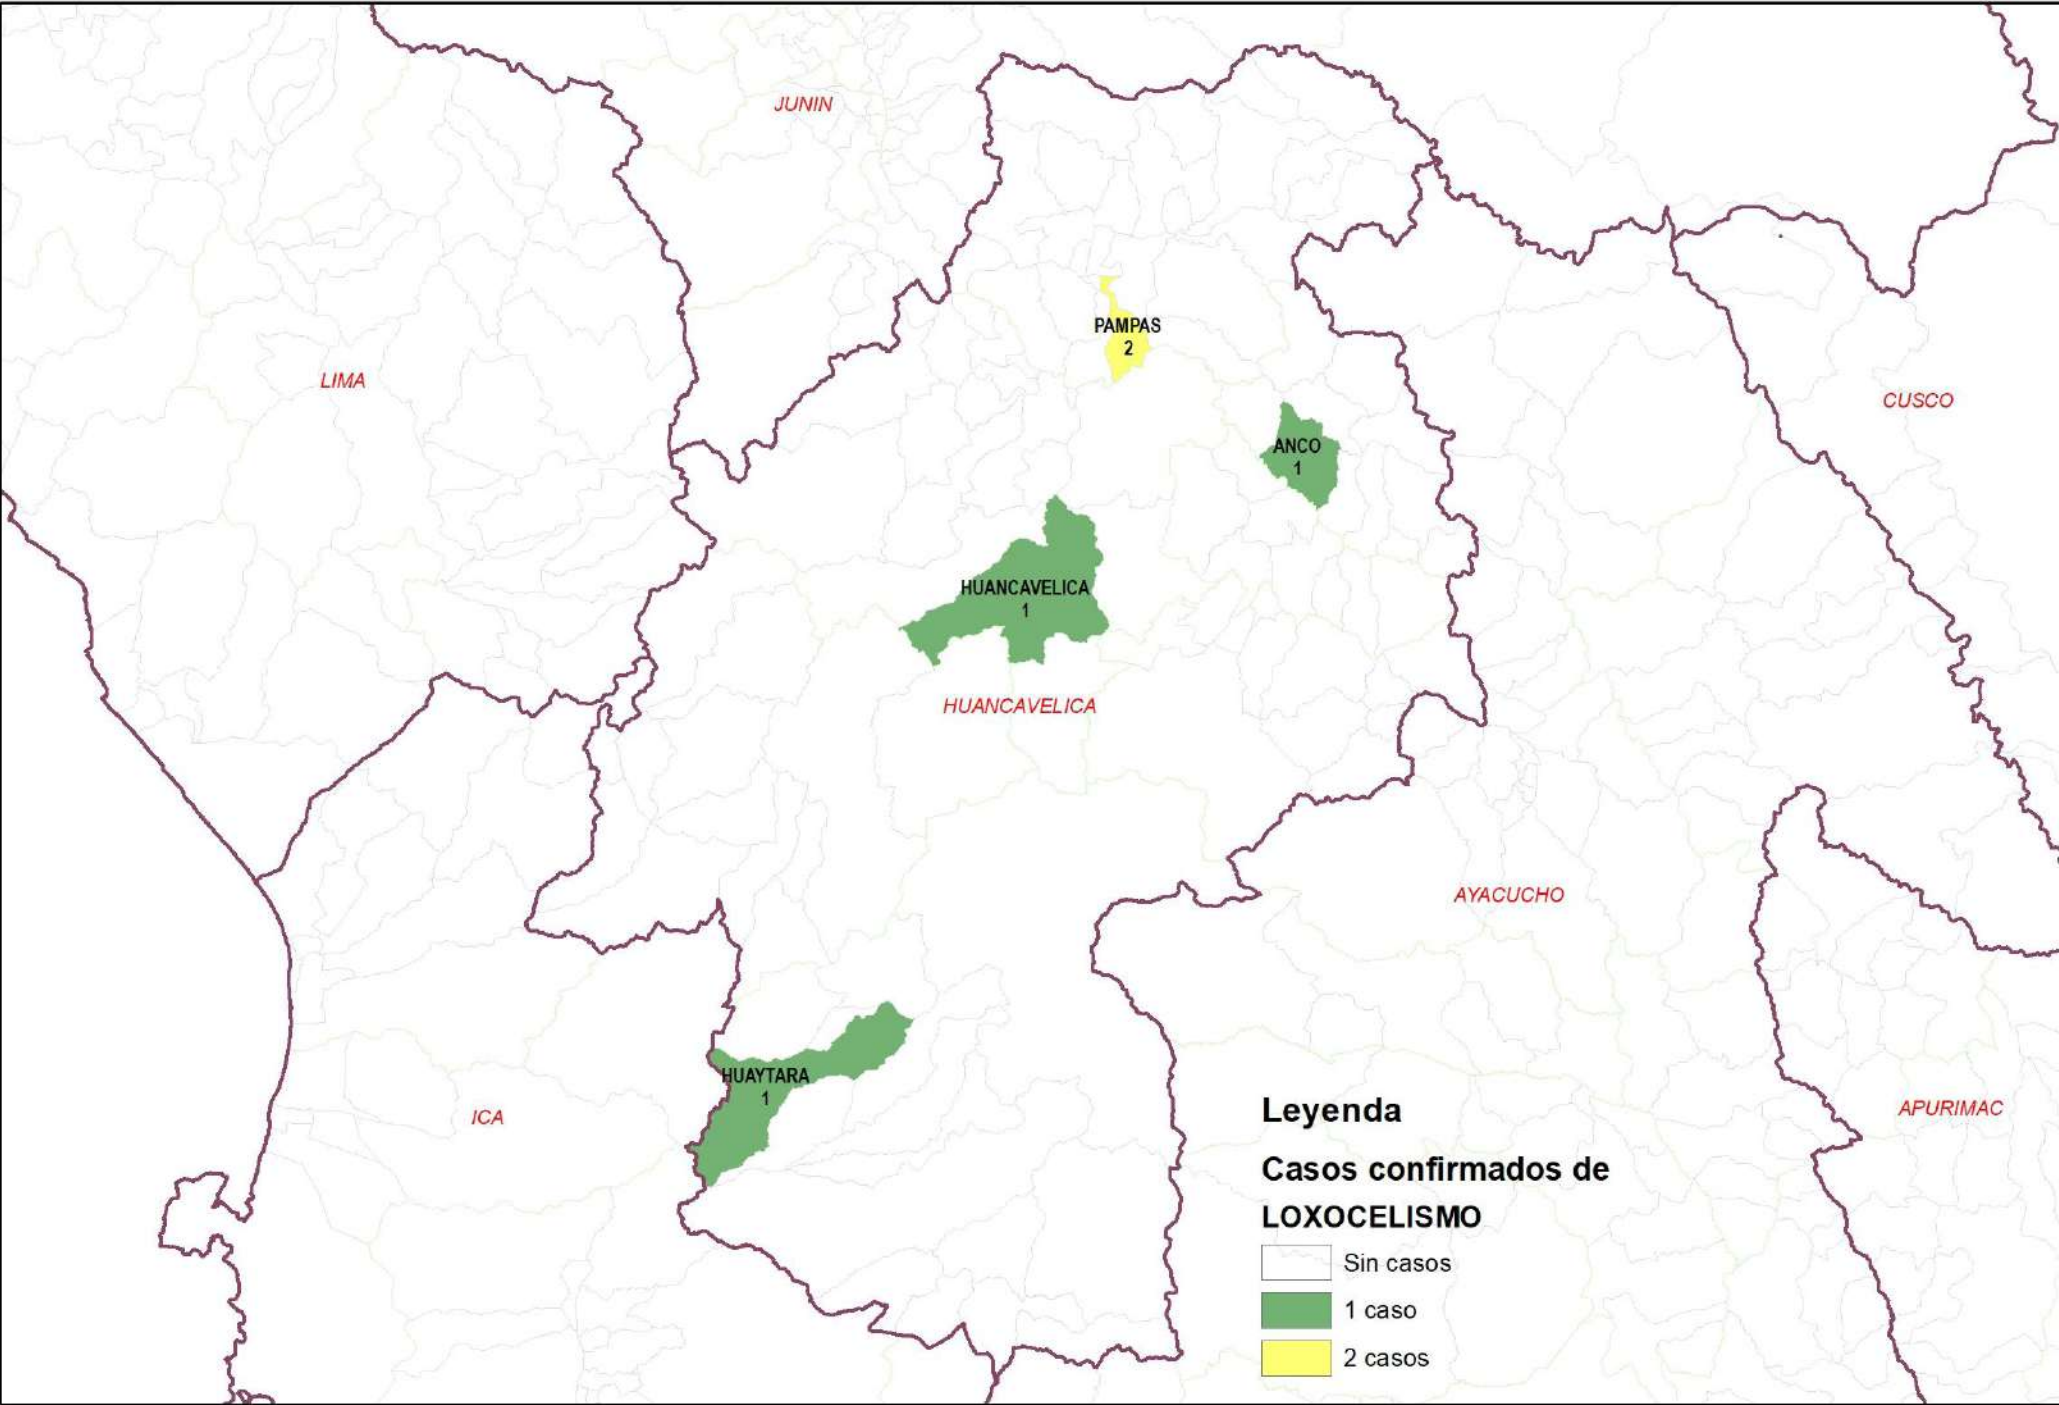 JUNIN
PAMPAS
2
LIMA
CUSCO
ANCO
1
HUANCAVELICA
1
HUANCAVELICA
AYACUCHO
HUAYTARA
1
ICA
APURIMAC
Leyenda
Casos confirmados de
LOXOCELISMO
Sin casos
1 caso
2 casos